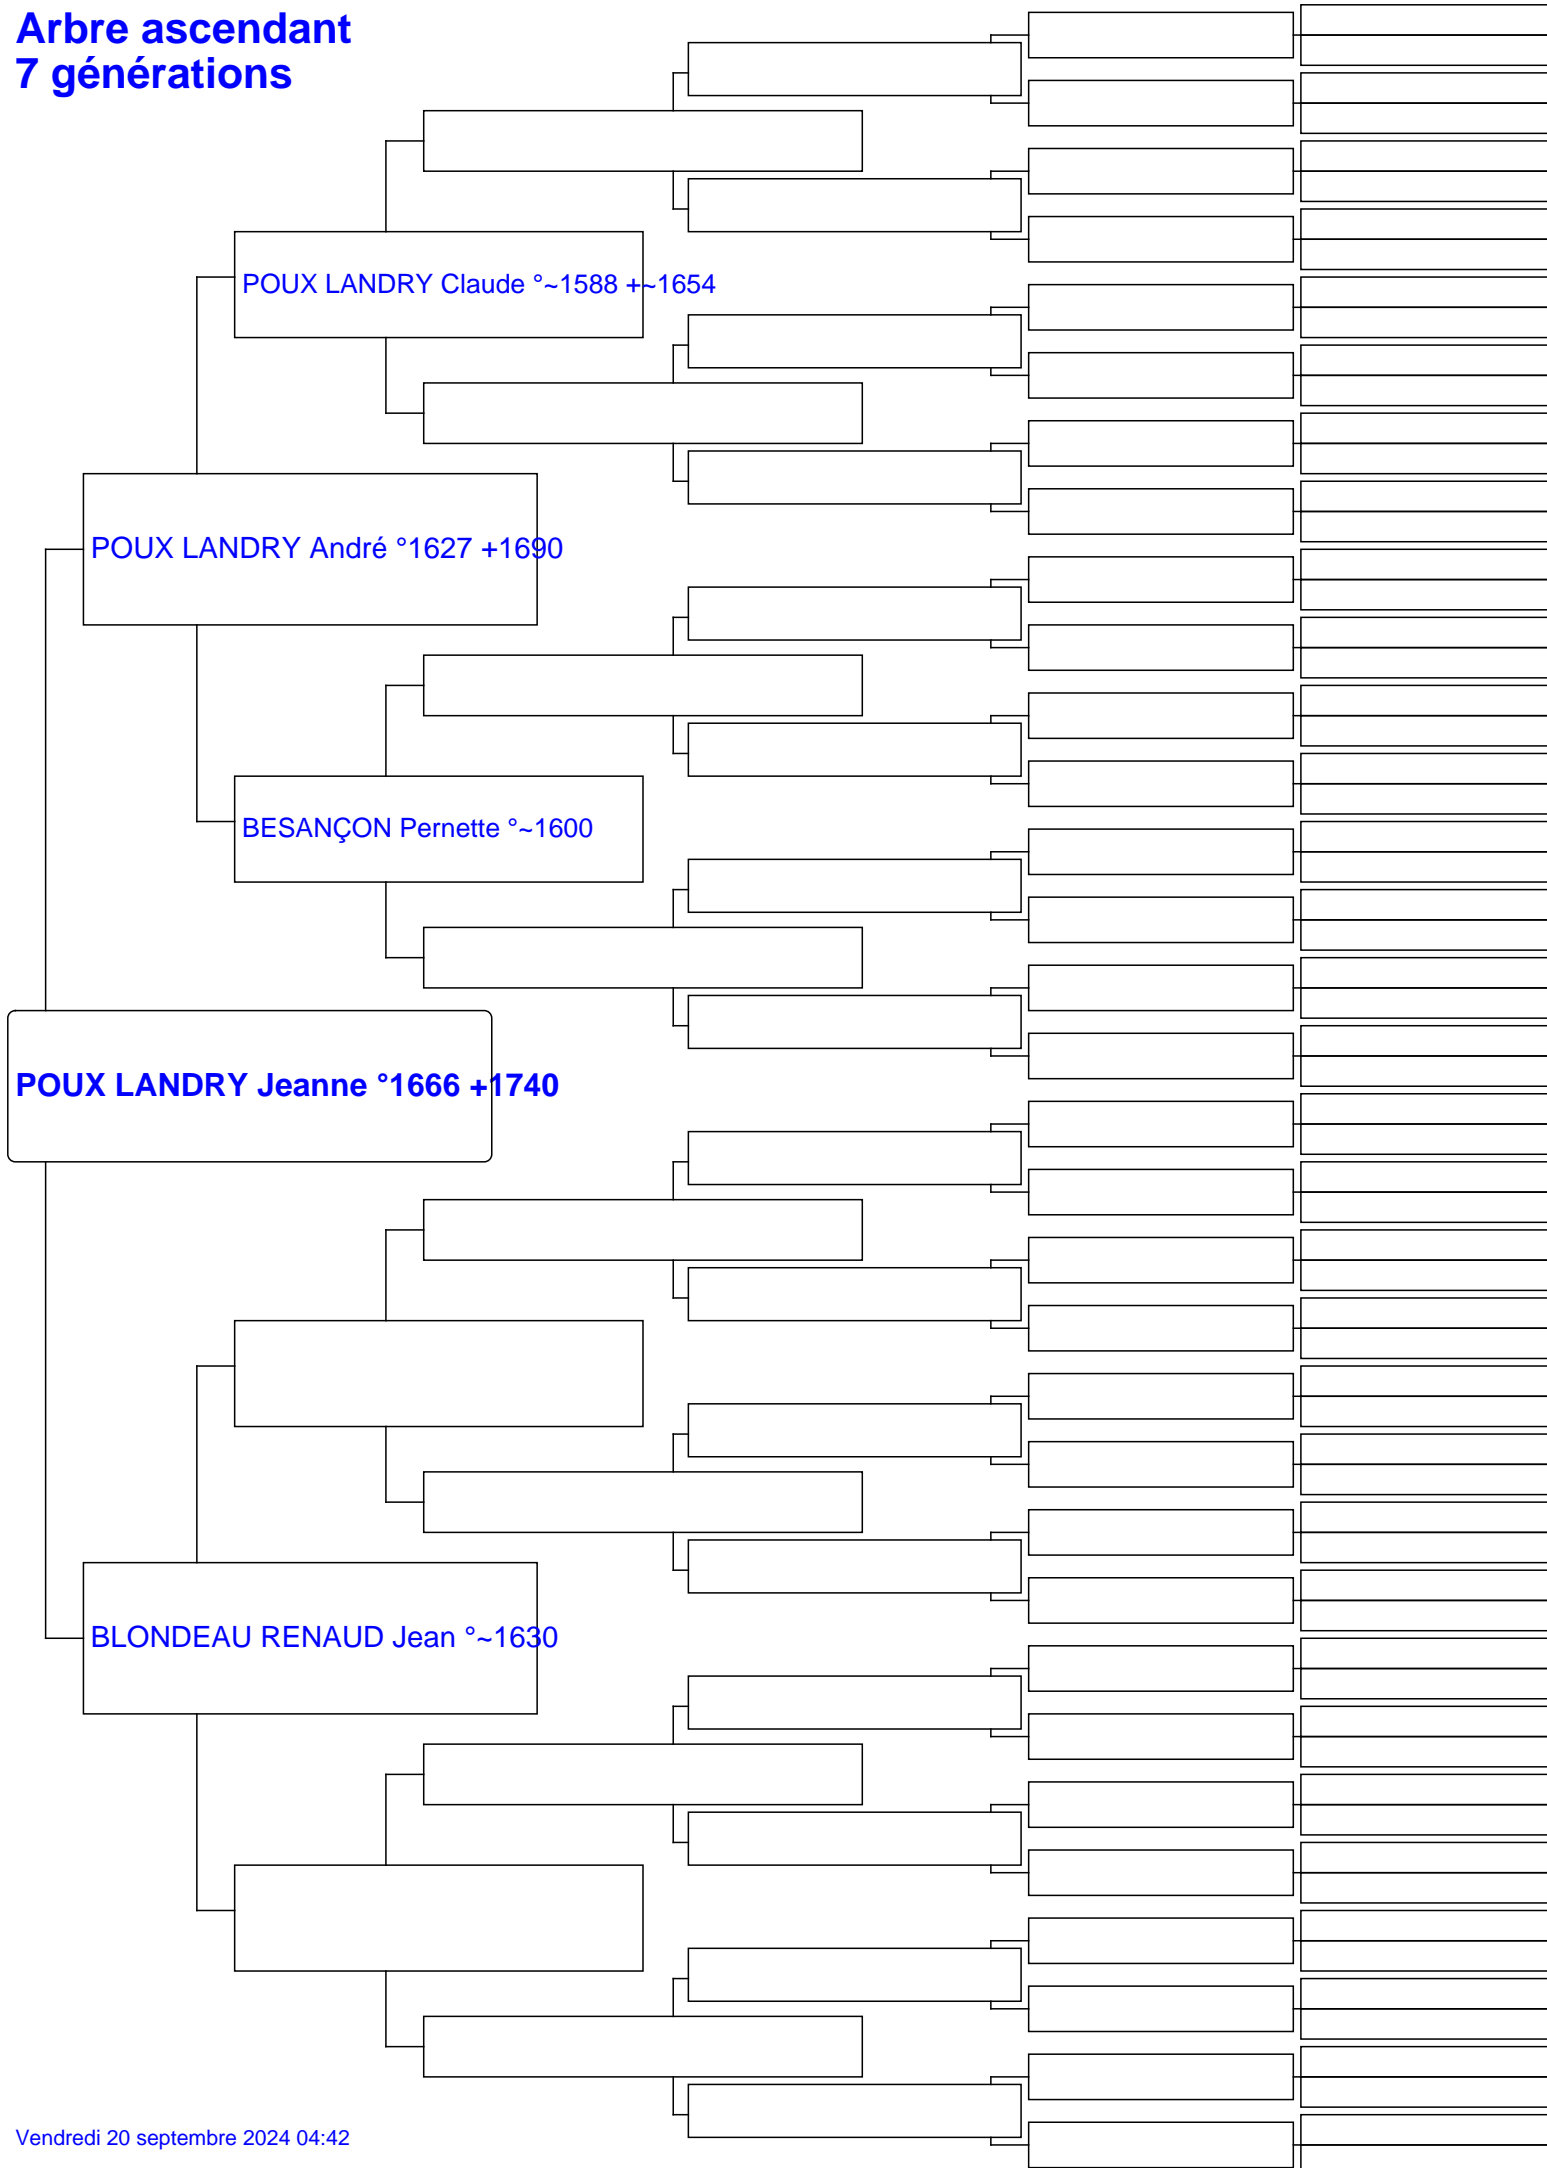 Arbre ascendant
7 générations
POUX LANDRY Claude °~1588 +~1654
POUX LANDRY André °1627 +1690
BESANÇON Pernette °~1600
POUX LANDRY Jeanne °1666 +1740
BLONDEAU RENAUD Jean °~1630
Vendredi 20 septembre 2024 04:42